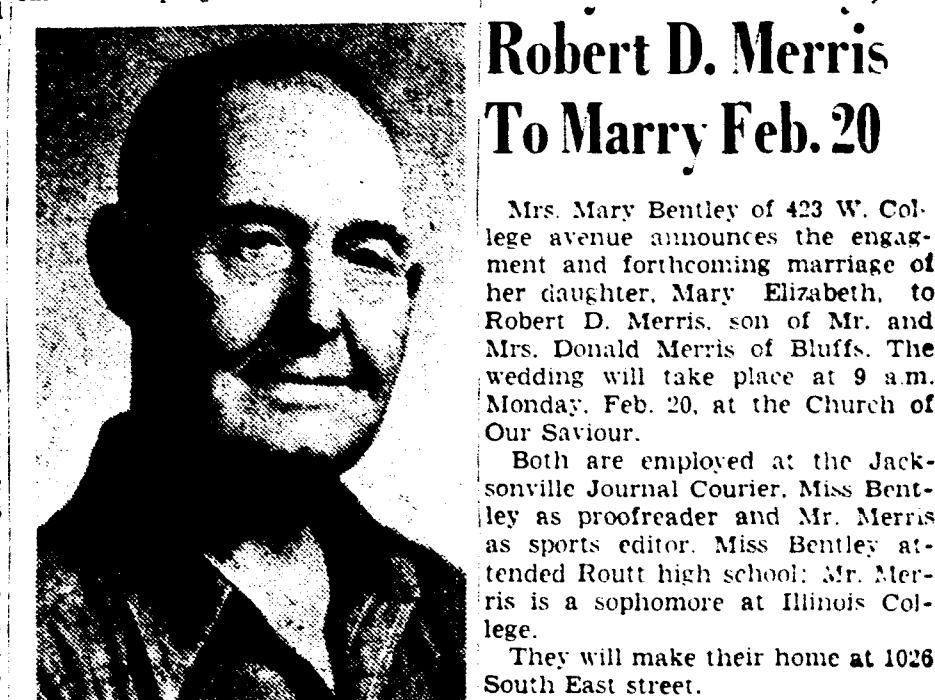 Robert D. Merris
To Marry Feb. 20
Mrs. Mary Bentley of 423 W. Col-
lege avenue announces the engag-
ment and forthcoming marriage of
her daughter, Mary Elizabeth, to
Robert D. Merris, son of Mr. and
Mrs. Donald Merris of Bluffs. The
wedding will take place at 9 a.m.
Monday, Feb. 20, at the Church of
Our Saviour.
Both are employed at the Jack-
sonville Journal Courier, Miss Bent-
ley as proofreader and Mr. Merris
as sports editor. Miss Bentley at-
tended Routt high school; Mr. Mer-
ris is a sophomore at Illinois Col-
lege.
They will make their home at 1026
South East street.